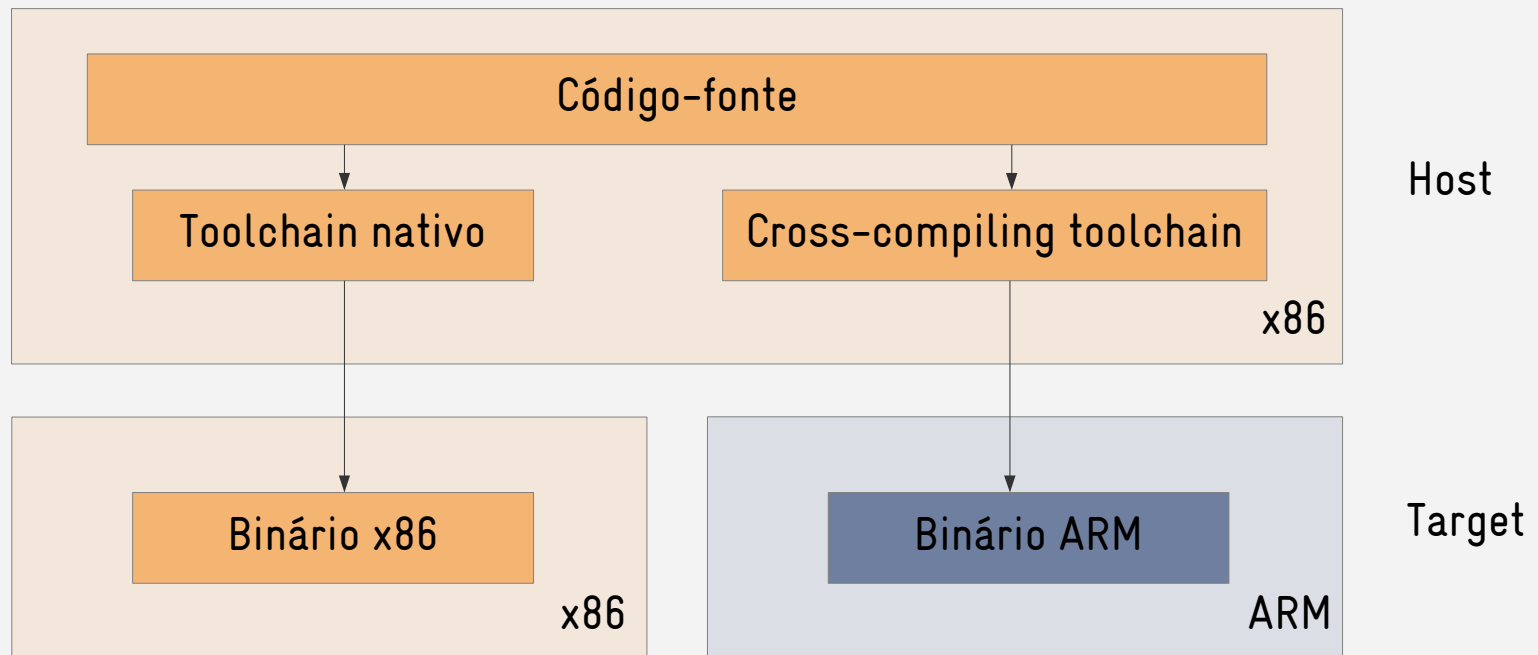 Código-fonte
Host
Toolchain nativo
Cross-compiling toolchain
x86
Binário x86
Binário ARM
Target
x86
ARM